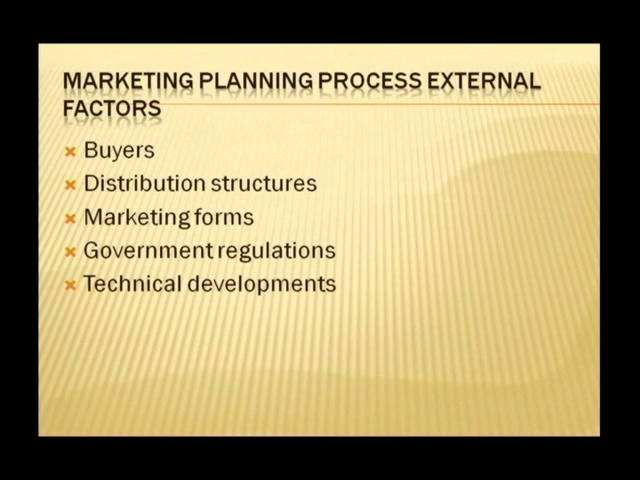 MARKETING PLANNING PROCESS EXTERNAL
FACTORS
Buyers
Distribution structures
Marketing forms
Government regulations
Technical developments